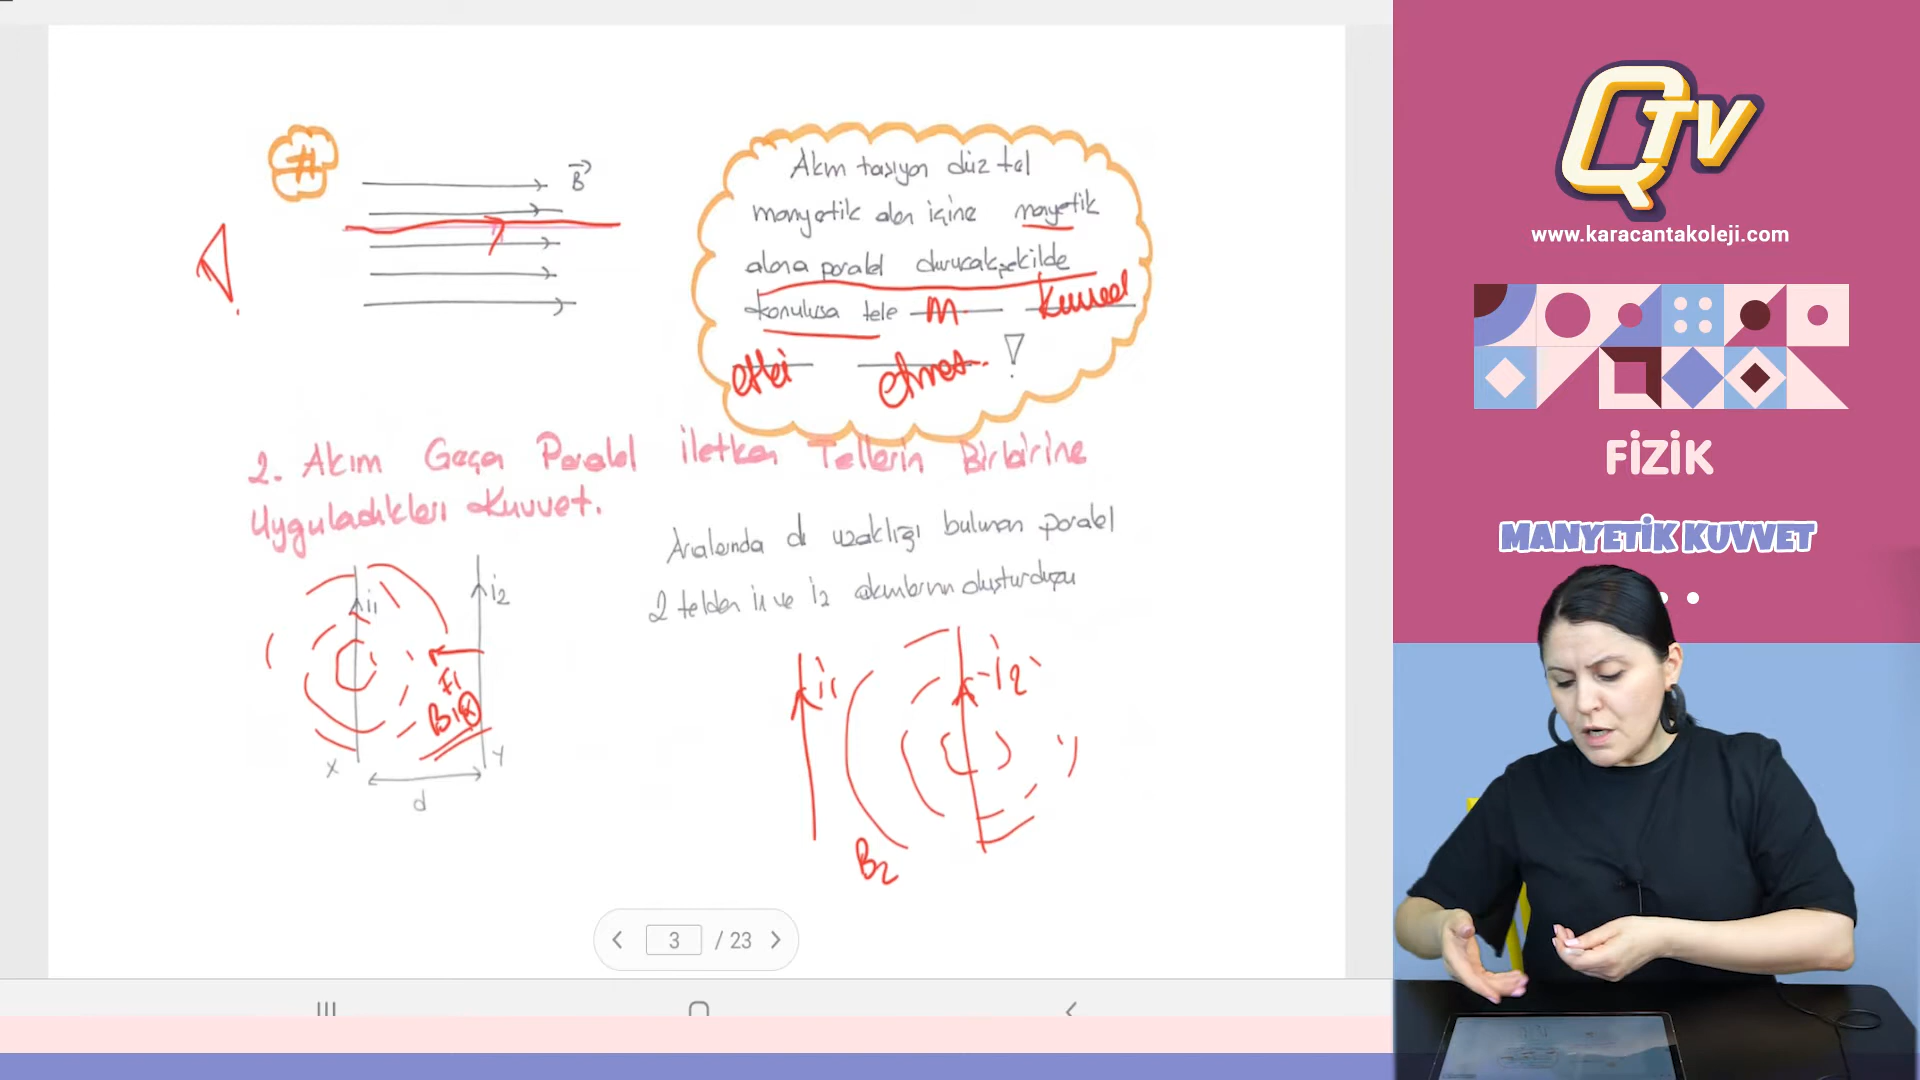 #
B
Akım taşıyan düz tel
manyetik alan içine manyetik
alana paralel duracak şekilde
konulursa tele M. kuvvet
etki etmez. !
2. Akım Geçen Paralel iletken Tellerin Birbirine
Uyguladıkları Kuvvet.
Aralarında d uzaklığı bulunan paralel
2 telden i1 ve i2 akımlarının oluşturduğu
i1
i2
F1
B1
X
Y
d
i1
i2
B2
3 / 23
QTV
www.karacantakoleji.com
FİZİK
MANYETİK KUVVET